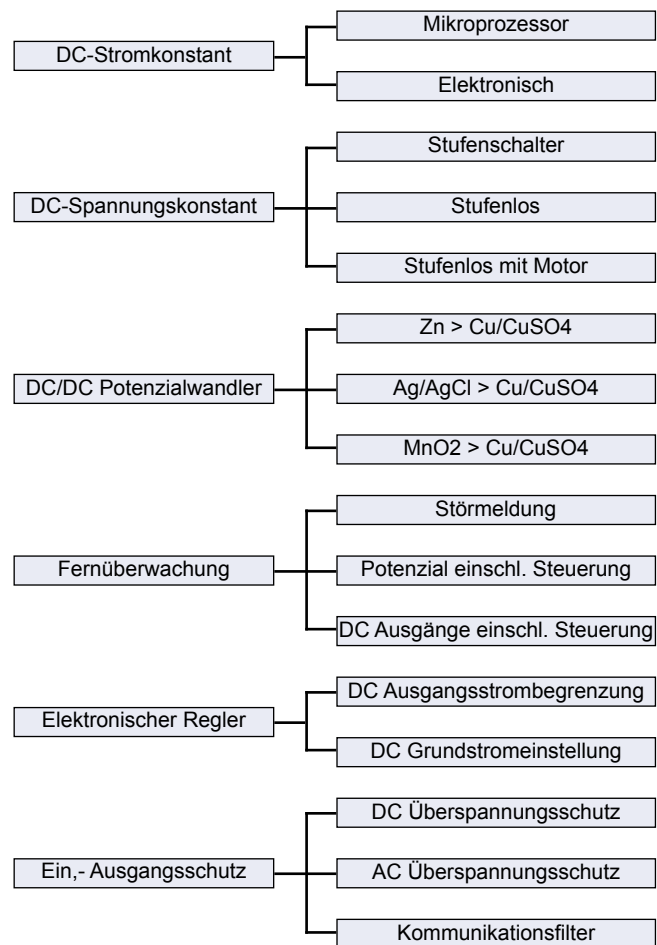 DC-Stromkonstant
Mikroprozessor
Elektronisch
DC-Spannungskonstant
Stufenschalter
Stufenlos
Stufenlos mit Motor
DC/DC Potenzialwandler
Zn > Cu/CuSO4
Ag/AgCl > Cu/CuSO4
MnO2 > Cu/CuSO4
Fernüberwachung
Störmeldung
Potenzial einschl. Steuerung
DC Ausgänge einschl. Steuerung
Elektronischer Regler
DC Ausgangsstrombegrenzung
DC Grundstromeinstellung
Ein,- Ausgangsschutz
DC Überspannungsschutz
AC Überspannungsschutz
Kommunikationsfilter